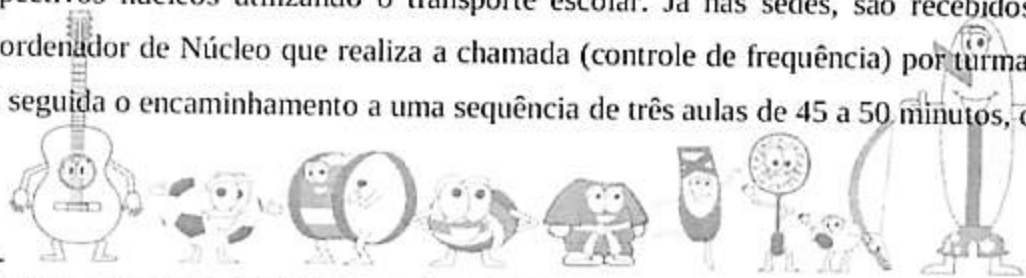 núcleos utilizando o transporte escolar. Já nas sedes, são recebidos
ordenador de Núcleo que realiza a chamada (controle de frequência) por turma
seguida o encaminhamento a uma sequência de três aulas de 45 a 50 minutos,